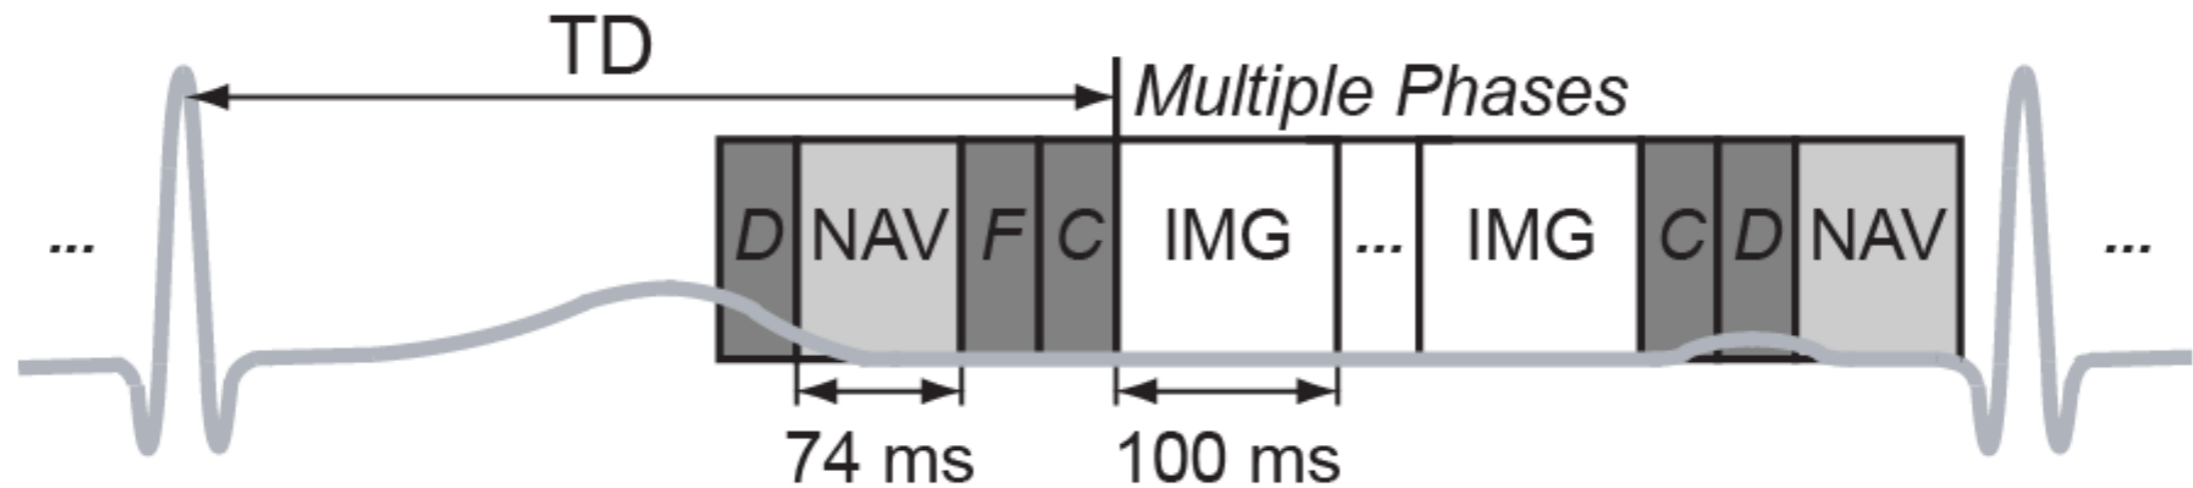 TD
Multiple Phases
... D NAV F C IMG ... IMG C D NAV ...
74 ms 100 ms